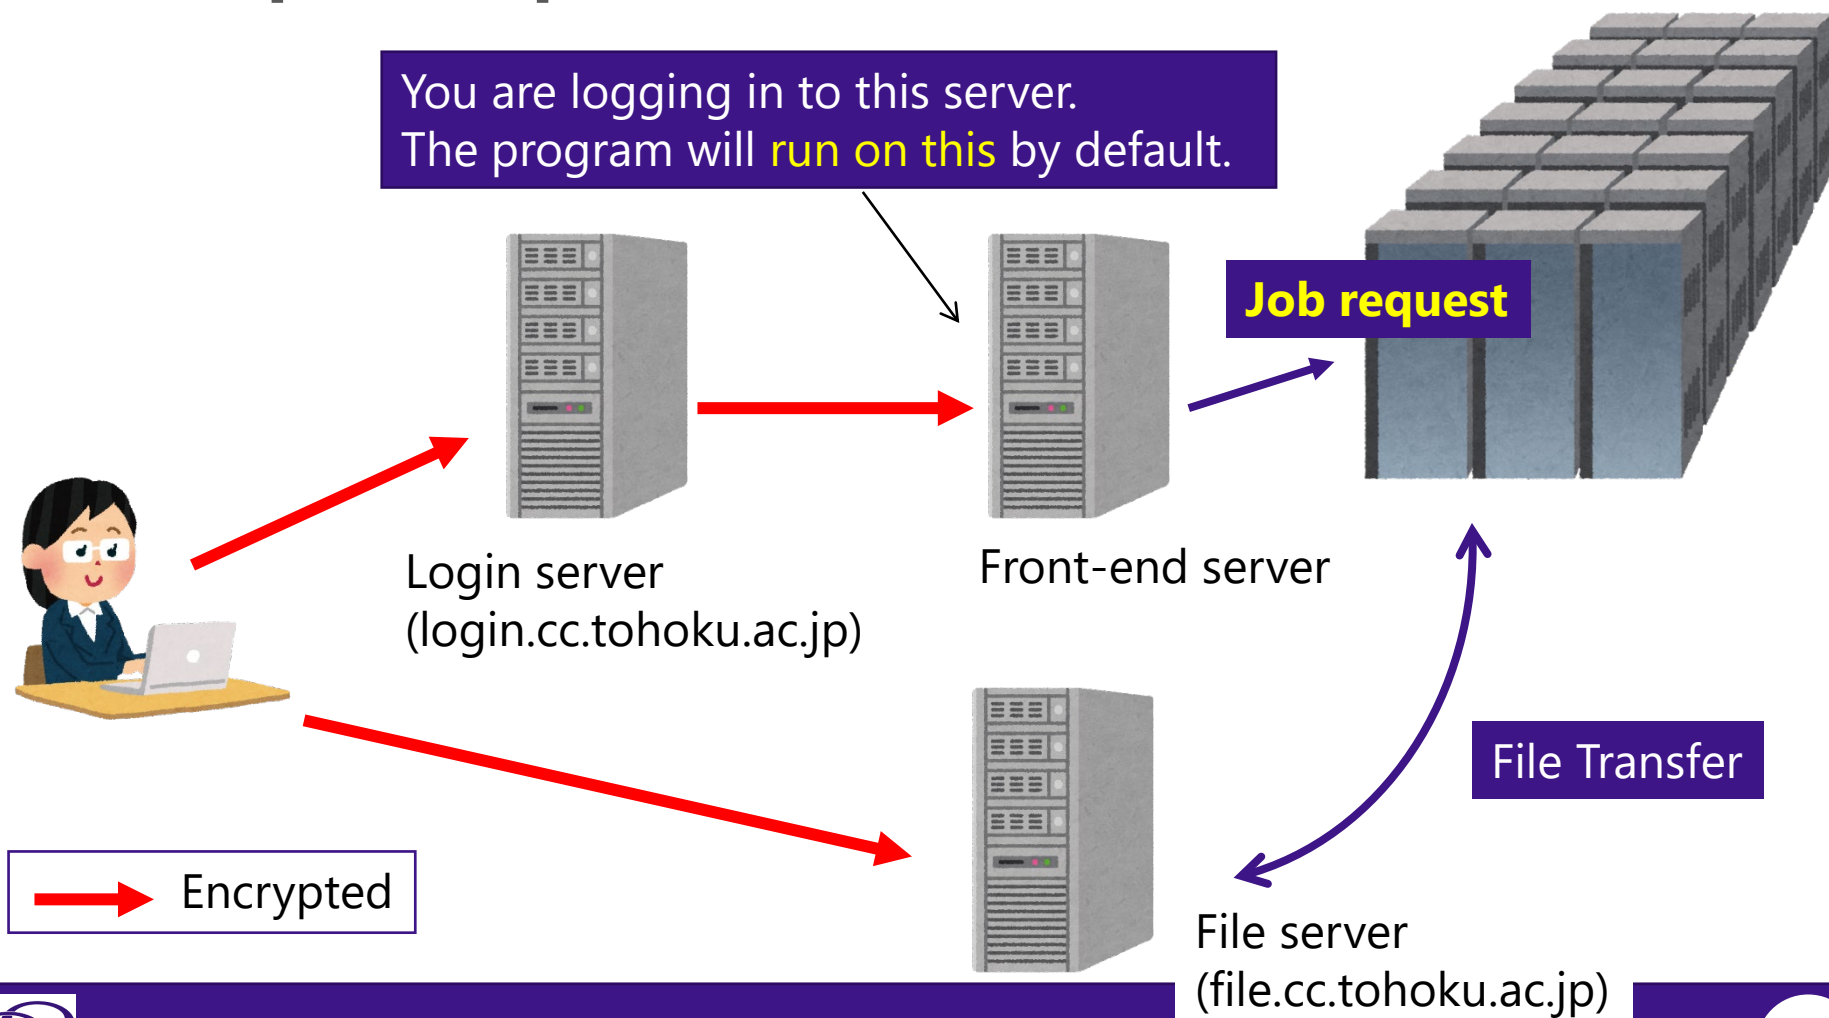 You are logging in to this server.
The program will run on this by default.
Job request
Login server
(login.cc.tohoku.ac.jp)
Front-end server
File Transfer
Encrypted
File server
(file.cc.tohoku.ac.jp)